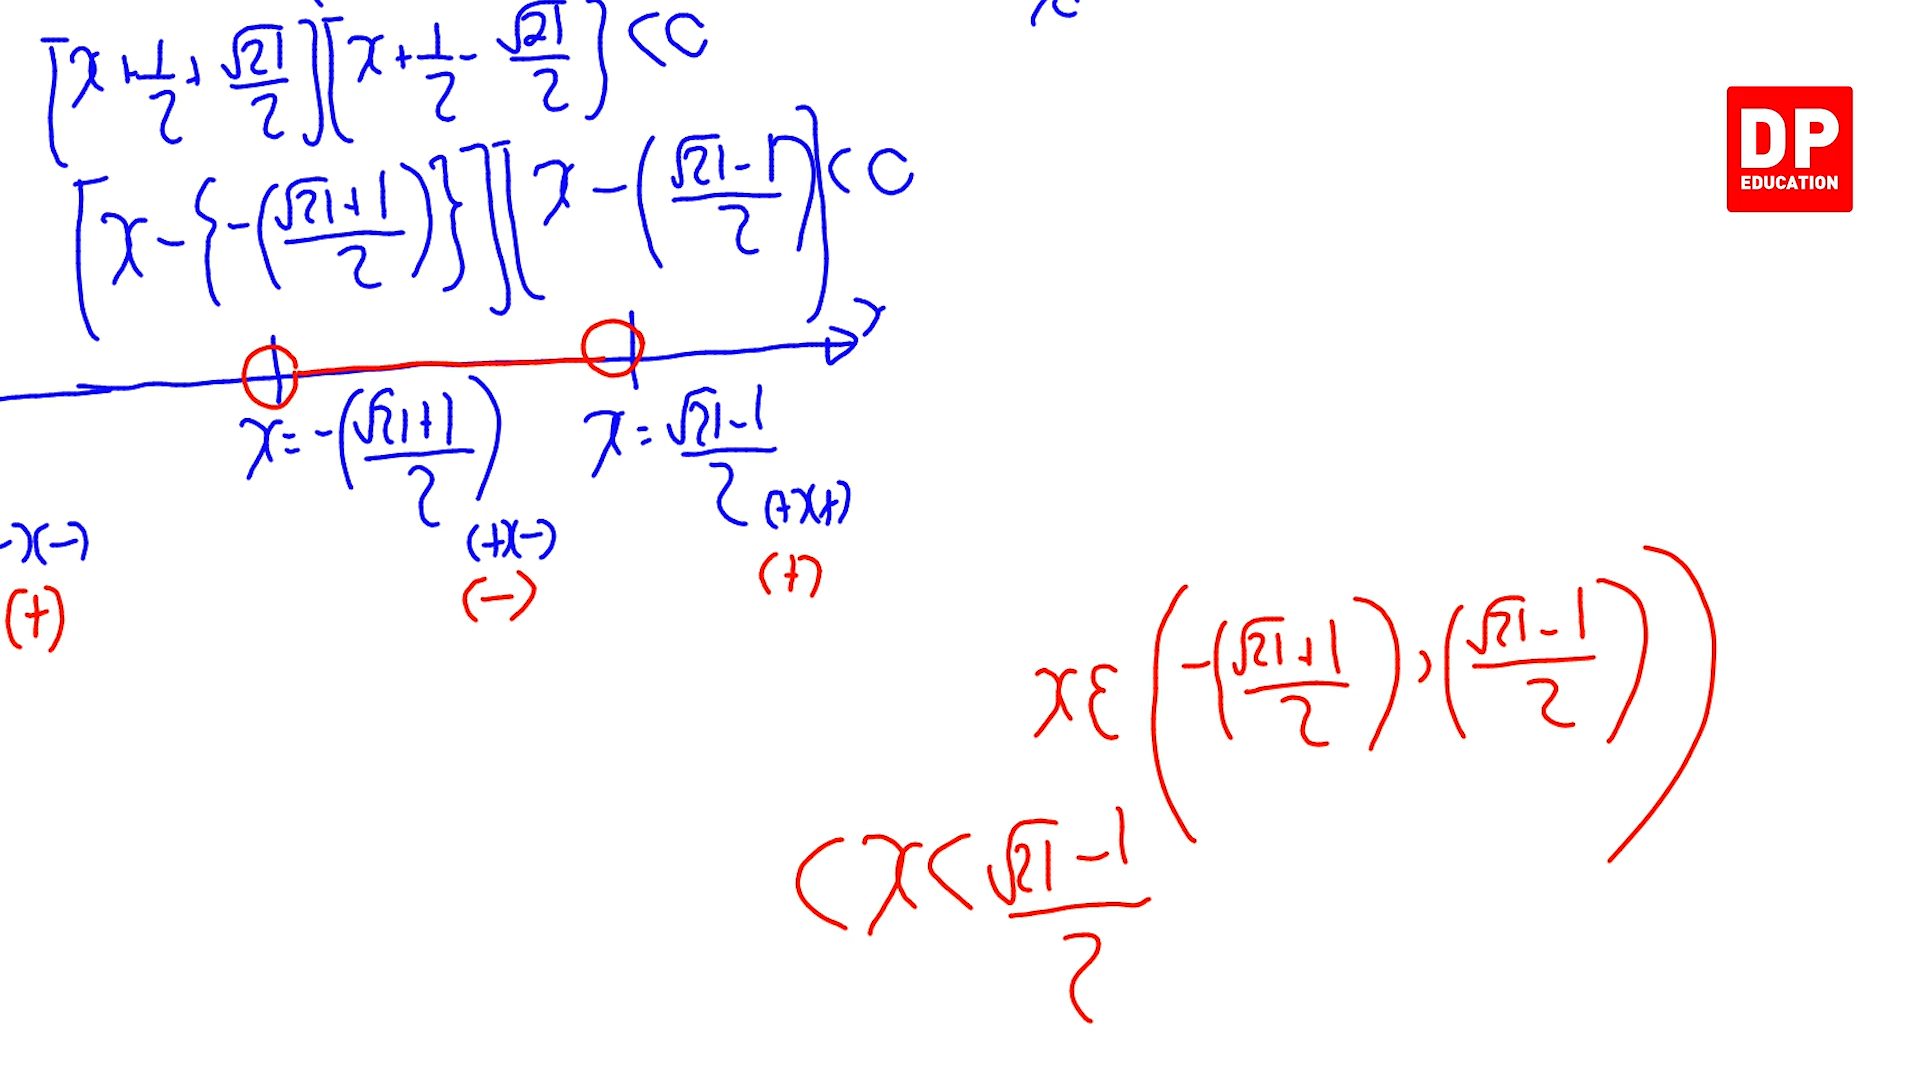 [x+1/2+√21/2][x+1/2-√21/2]<0
DP
EDUCATION
[x-{-(√21+1/2)}][x-(√21-1/2)]<0
x
x=-(√21+1/2) x=√21-1/2
(+)(+)
-)(-) (+)(-)
(+) (-) (+)
x∈(-(√21+1/2),(√21-1/2))
<x<√21-1/2